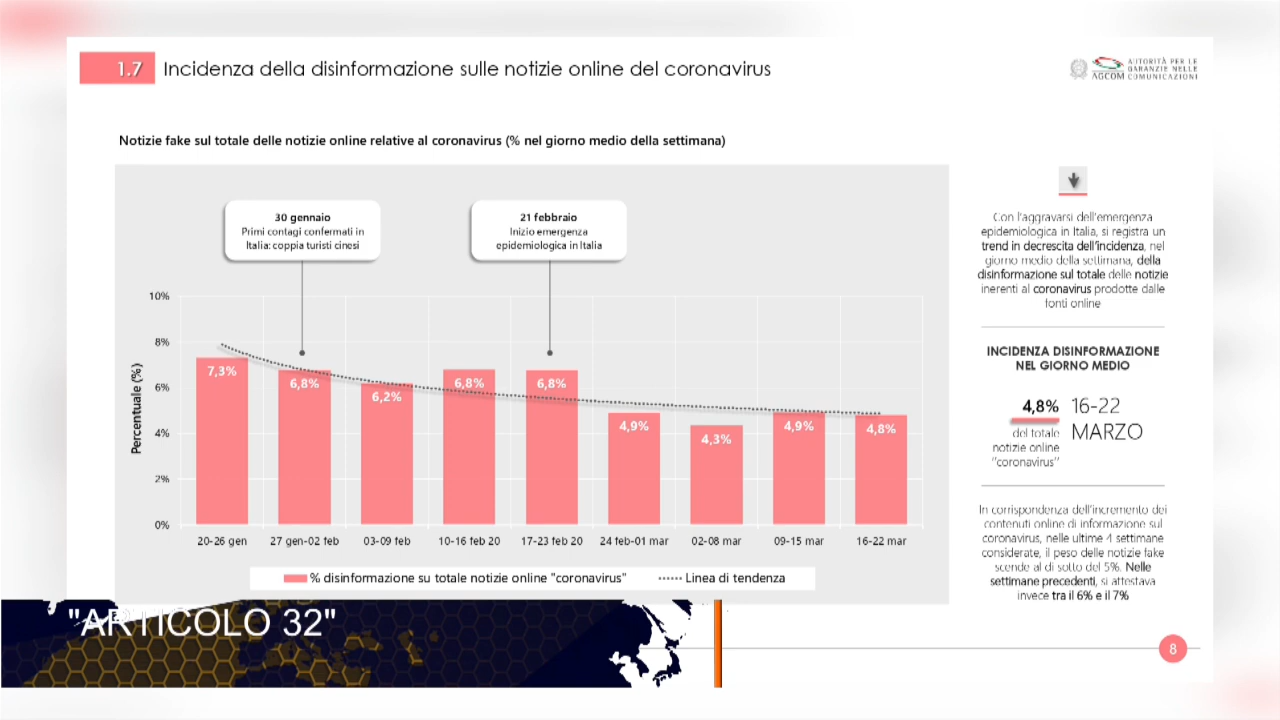 1.7 Incidenza della disinformazione sulle notizie online del coronavirus
AUTORITÀ PER LE
GARANZIE NELLE
COMUNICAZIONI
AGCOM
Notizie fake sul totale delle notizie online relative al coronavirus (% nel giorno medio della settimana)
30 gennaio
Primi contagi confermati in
Italia: coppia turisti cinesi
21 febbraio
Inizio emergenza
epidemiologica in Italia
Percentuale (%)
10%
8%
6%
4%
2%
0%
7,3%
6,8%
6,2%
6,8%
6,8%
4,9%
4,3%
4,9%
4,8%
20-26 gen
27 gen-02 feb
03-09 feb
10-16 feb 20
17-23 feb 20
24 feb-01 mar
02-08 mar
09-15 mar
16-22 mar
% disinformazione su totale notizie online "coronavirus"
Linea di tendenza
Con l'aggravarsi dell'emergenza
epidemiologica in Italia, si registra un
trend in decrescita dell'incidenza, nel
giorno medio della settimana, della
disinformazione sul totale delle notizie
inerenti al coronavirus prodotte dalle
fonti online
INCIDENZA DISINFORMAZIONE
NEL GIORNO MEDIO
4,8%
del totale
notizie online
"coronavirus"
16-22
MARZO
In corrispondenza dell'incremento dei
contenuti online di informazione sul
coronavirus, nelle ultime 4 settimane
considerate, il peso delle notizie fake
scende al di sotto del 5%. Nelle
settimane precedenti, si attestava
invece tra il 6% e il 7%
"ARTICOLO 32"
8